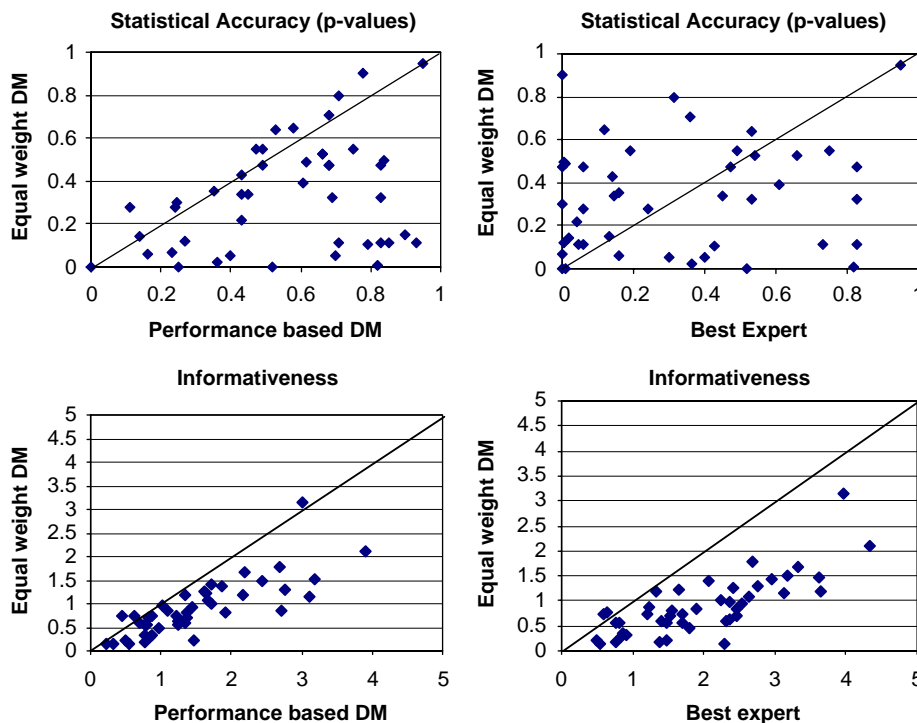 Statistical Accuracy (p-values)
Equal weight DM
1
0.8
0.6
0.4
0.2
0
0 0.2 0.4 0.6 0.8 1
Performance based DM
Statistical Accuracy (p-values)
Equal weight DM
1
0.8
0.6
0.4
0.2
0
0 0.2 0.4 0.6 0.8 1
Best Expert
Informativeness
Equal weight DM
5
4.5
4
3.5
3
2.5
2
1.5
1
0.5
0
0 1 2 3 4 5
Performance based DM
Informativeness
Equal weight DM
5
4.5
4
3.5
3
2.5
2
1.5
1
0.5
0
0 1 2 3 4 5
Best expert